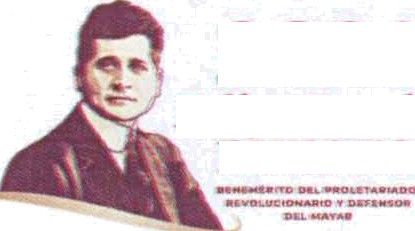 BENEMÉRITO DEL PROLETARIADO
REVOLUCIONARIO Y DEFENSOR
DEL MAYAB